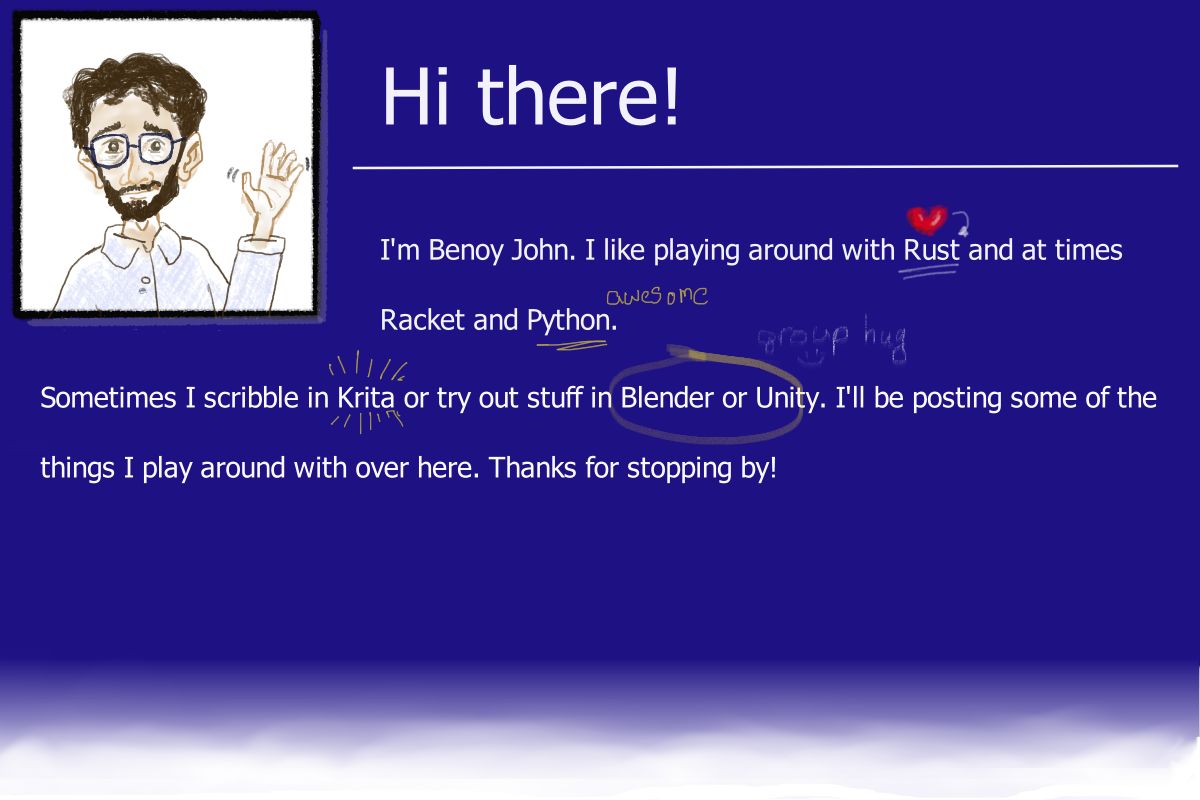 Hi there!
I'm Benoy John. I like playing around with Rust and at times
awesome
Racket and Python.
group hug
Sometimes I scribble in Krita or try out stuff in Blender or Unity. I'll be posting some of the
things I play around with over here. Thanks for stopping by!